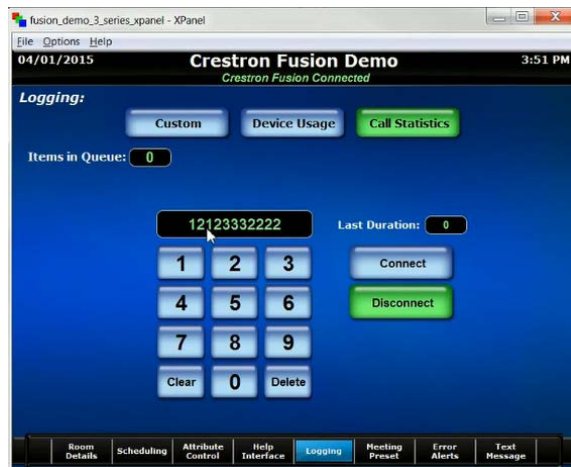 fusion_demo_3_series_xpanel - XPanel
File Options Help
04/01/2015 Crestron Fusion Demo 3:51 PM
Crestron Fusion Connected
Logging:
Custom Device Usage Call Statistics
Items in Queue: 0
12123332222 Last Duration: 0
1 2 3 Connect
4 5 6 Disconnect
7 8 9
Clear 0 Delete
Room Details Scheduling Attribute Control Help Interface Logging Meeting Preset Error Alerts Text Message